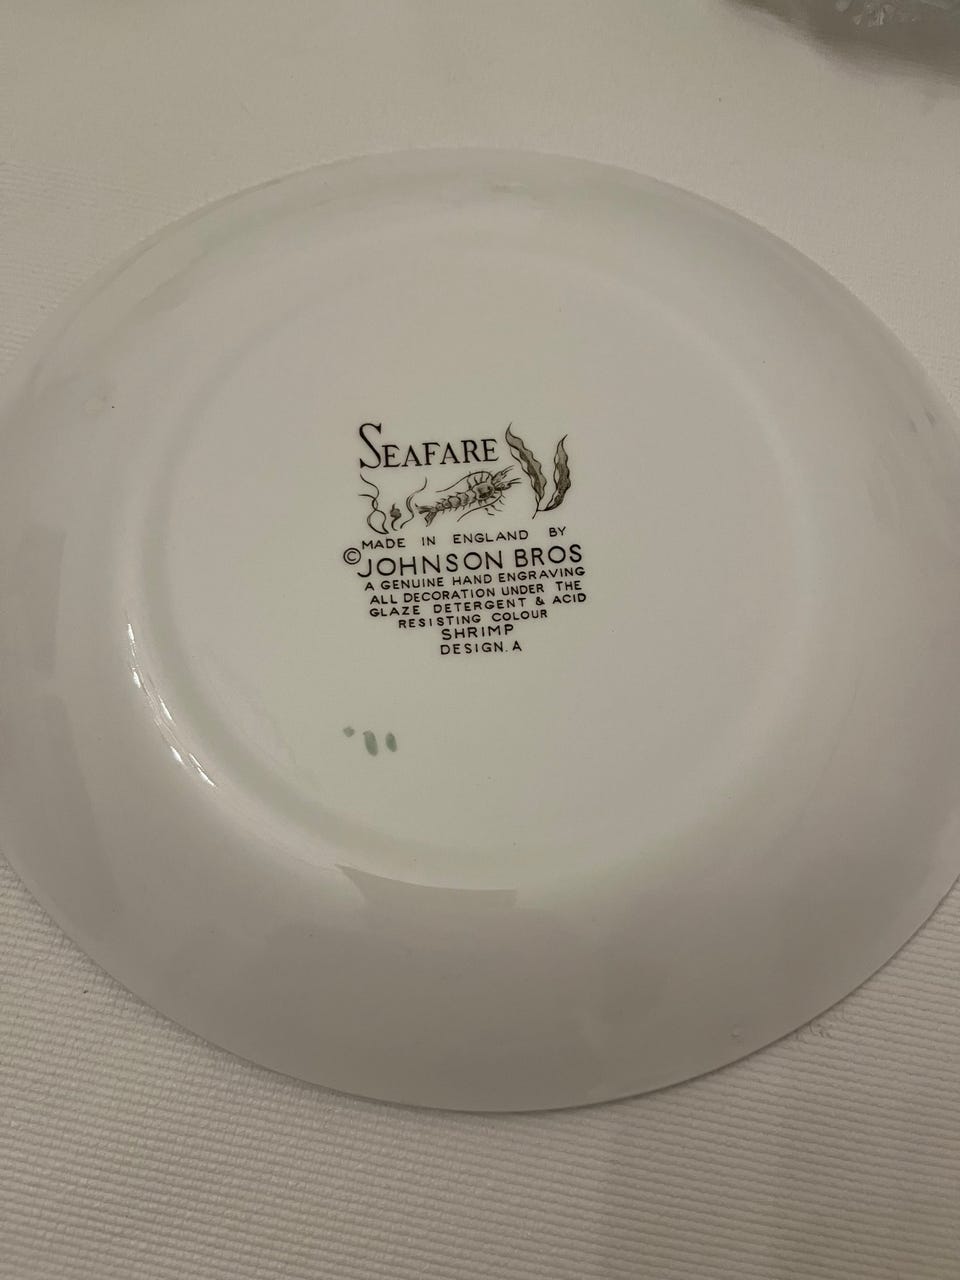 SEAFARE
MADE IN ENGLAND BY
©JOHNSON BROS
A GENUINE HAND ENGRAVING
ALL DECORATION UNDER THE
GLAZE DETERGENT & ACID
RESISTING COLOUR
SHRIMP
DESIGN. A